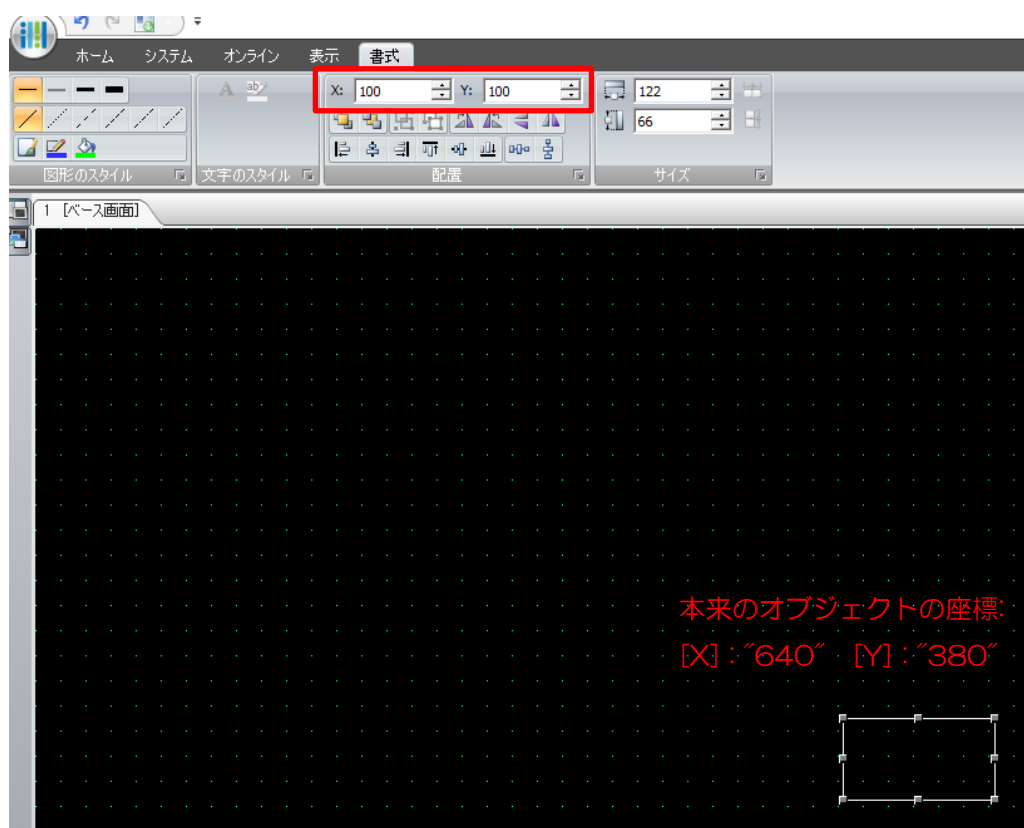 ホーム システム オンライン 表示 書式
X: 100 Y: 100 122
66
図形のスタイル 文字のスタイル 配置 サイズ
1 [ベース画面]
本来のオブジェクトの座標:
[X]:″640″ [Y]:″380″